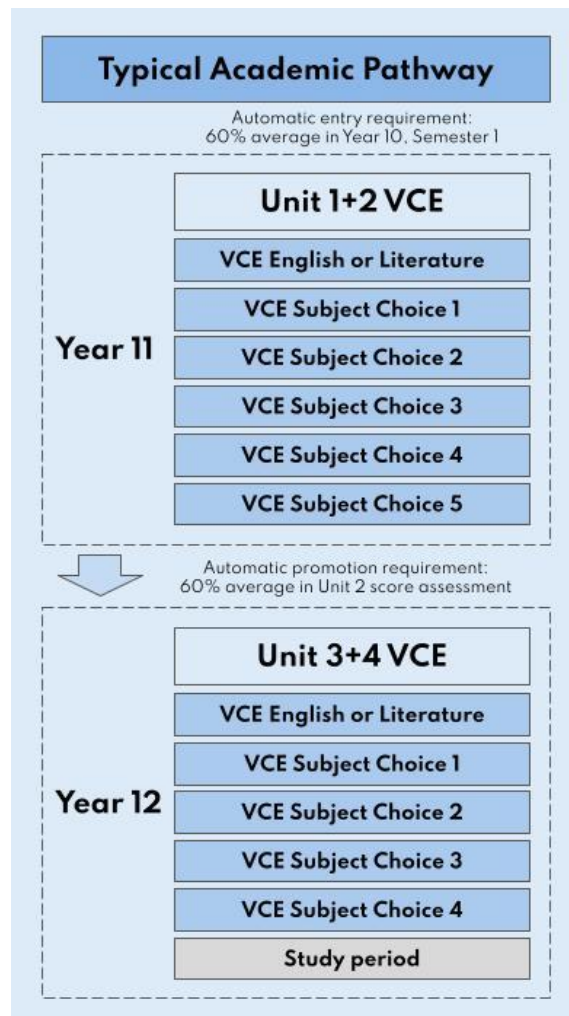 Typical Academic Pathway
Automatic entry requirement:
60% average in Year 10, Semester 1
Unit 1+2 VCE
VCE English or Literature
VCE Subject Choice 1
Year 11
VCE Subject Choice 2
VCE Subject Choice 3
VCE Subject Choice 4
VCE Subject Choice 5
Automatic promotion requirement:
60% average in Unit 2 score assessment
Unit 3+4 VCE
VCE English or Literature
VCE Subject Choice 1
Year 12
VCE Subject Choice 2
VCE Subject Choice 3
VCE Subject Choice 4
Study period